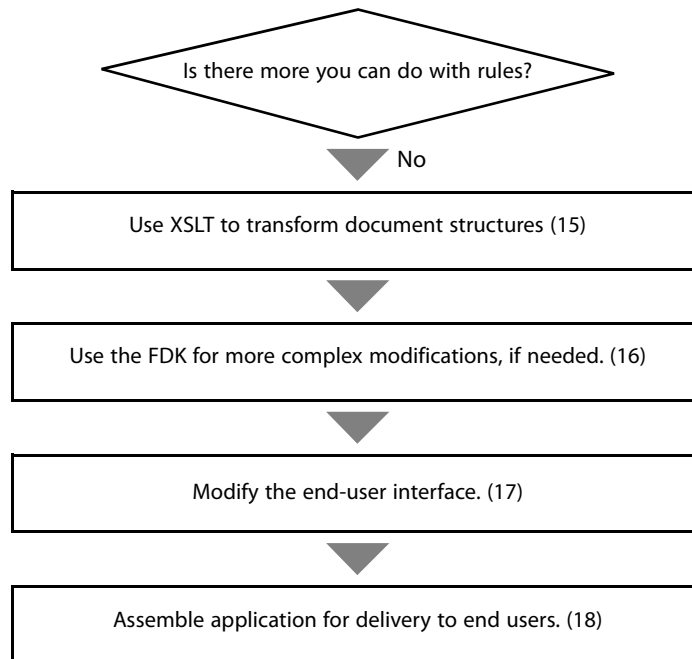 Is there more you can do with rules?
No
Use XSLT to transform document structures (15)
Use the FDK for more complex modifications, if needed. (16)
Modify the end-user interface. (17)
Assemble application for delivery to end users. (18)